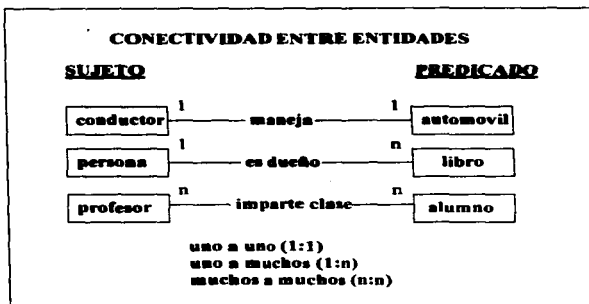 CONECTIVIDAD ENTRE ENTIDADES
SUJETO PREDICADO
conductor 1 maneja 1 automovil
persona 1 es dueño n libro
profesor n imparte clase n alumno
uno a uno (1:1)
uno a muchos (1:n)
muchos a muchos (n:n)